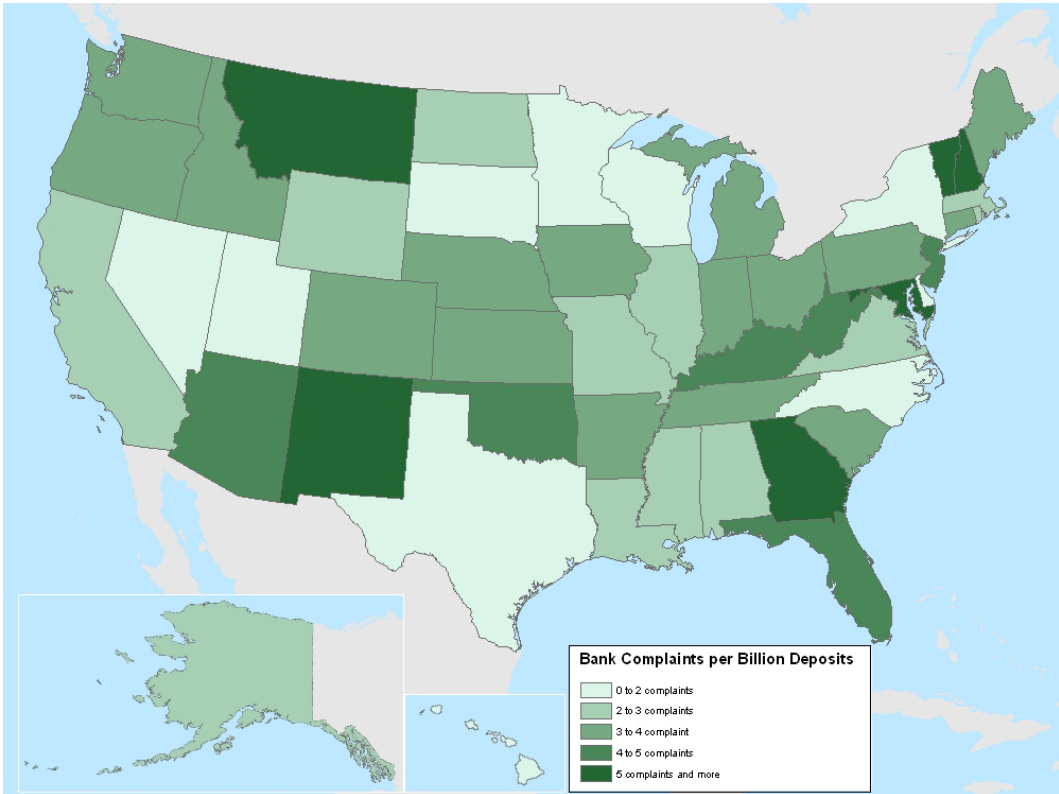 Bank Complaints per Billion Deposits
0 to 2 complaints
2 to 3 complaints
3 to 4 complaint
4 to 5 complaints
5 complaints and more